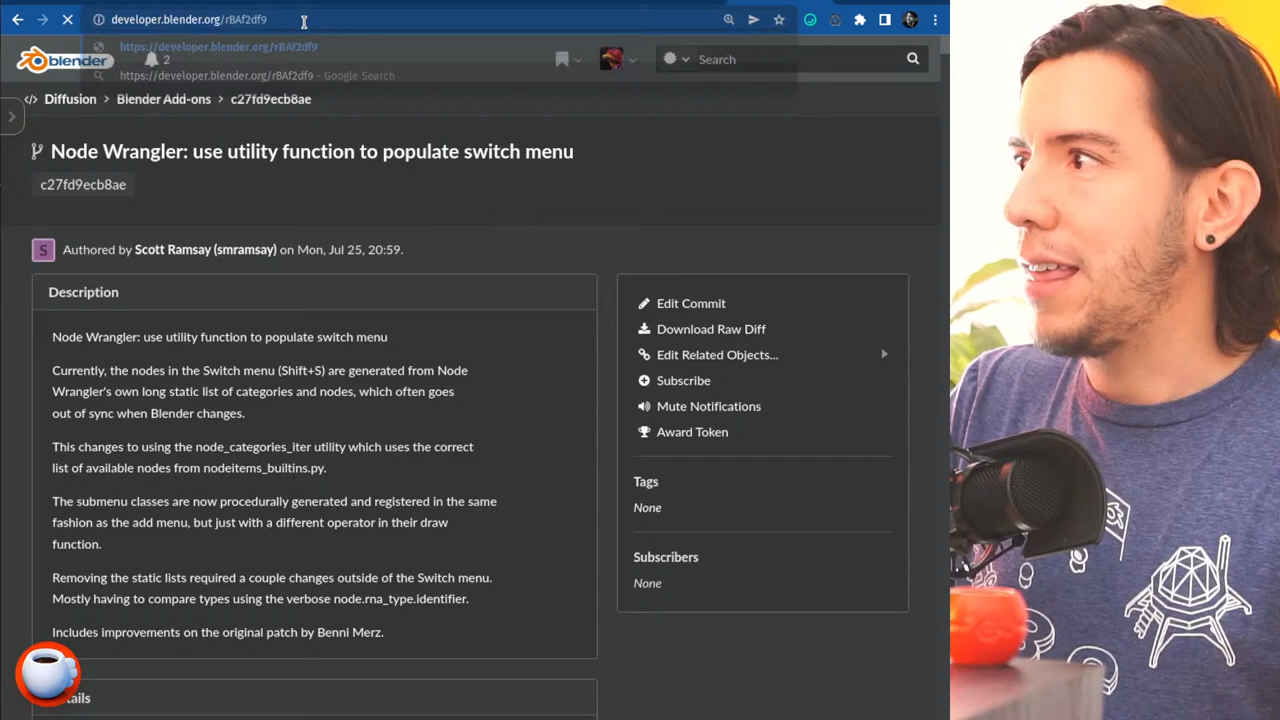 developer.blender.org/rBAf2df9
https://developer.blender.org/rBAf2df9
https://developer.blender.org/rBAf2df9 - Google Search
blender
2
Search
Diffusion > Blender Add-ons > c27fd9ecb8ae
Node Wrangler: use utility function to populate switch menu
c27fd9ecb8ae
S Authored by Scott Ramsay (smramsay) on Mon, Jul 25, 20:59.
Description
Node Wrangler: use utility function to populate switch menu
Currently, the nodes in the Switch menu (Shift+S) are generated from Node
Wrangler's own long static list of categories and nodes, which often goes
out of sync when Blender changes.
This changes to using the node_categories_iter utility which uses the correct
list of available nodes from nodeitems_builtins.py.
The submenu classes are now procedurally generated and registered in the same
fashion as the add menu, but just with a different operator in their draw
function.
Removing the static lists required a couple changes outside of the Switch menu.
Mostly having to compare types using the verbose node.rna_type.identifier.
Includes improvements on the original patch by Benni Merz.
Edit Commit
Download Raw Diff
Edit Related Objects...
Subscribe
Mute Notifications
Award Token
Tags
None
Subscribers
None